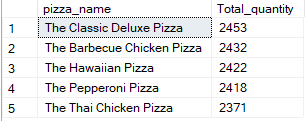 pizza_name Total_quantity
1 The Classic Deluxe Pizza 2453
2 The Barbecue Chicken Pizza 2432
3 The Hawaiian Pizza 2422
4 The Pepperoni Pizza 2418
5 The Thai Chicken Pizza 2371